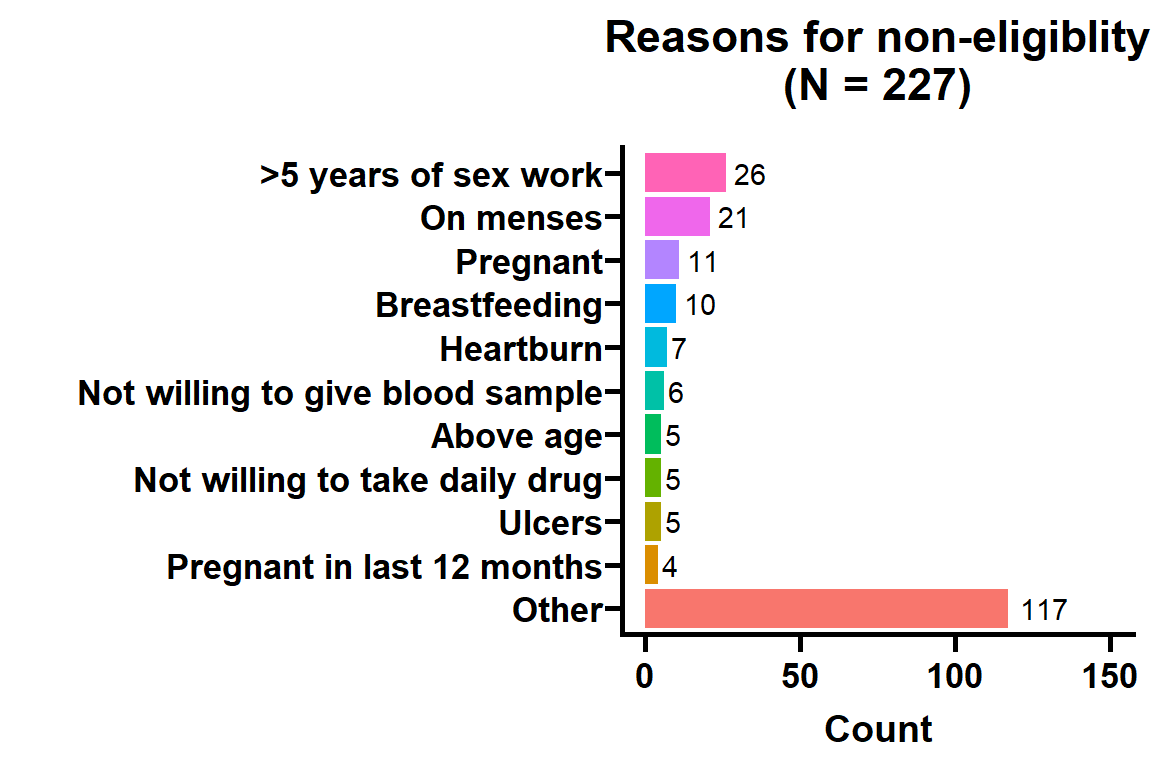 Reasons for non-eligiblity
(N = 227)
>5 years of sex work 26
On menses 21
Pregnant 11
Breastfeeding 10
Heartburn 7
Not willing to give blood sample 6
Above age 5
Not willing to take daily drug 5
Ulcers 5
Pregnant in last 12 months 4
Other 117
0 50 100 150
Count